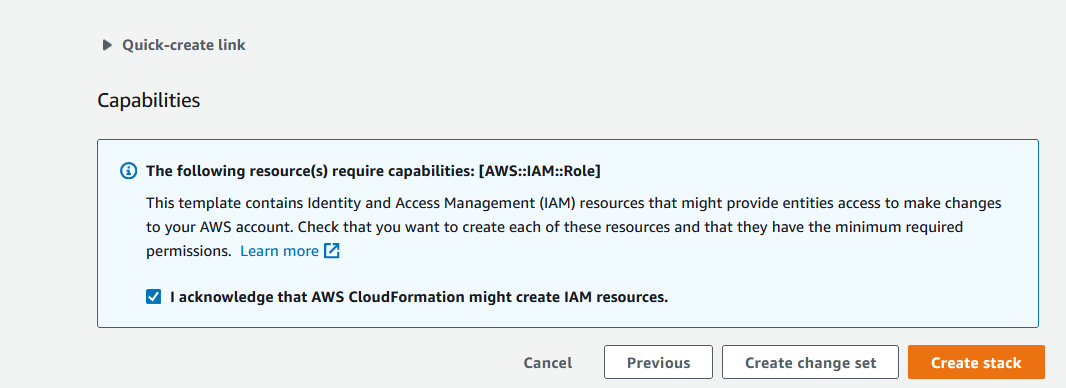 Quick-create link
Capabilities
The following resource(s) require capabilities: [AWS::IAM::Role]
This template contains Identity and Access Management (IAM) resources that might provide entities access to make changes
to your AWS account. Check that you want to create each of these resources and that they have the minimum required
permissions. Learn more
I acknowledge that AWS CloudFormation might create IAM resources.
Cancel Previous Create change set Create stack